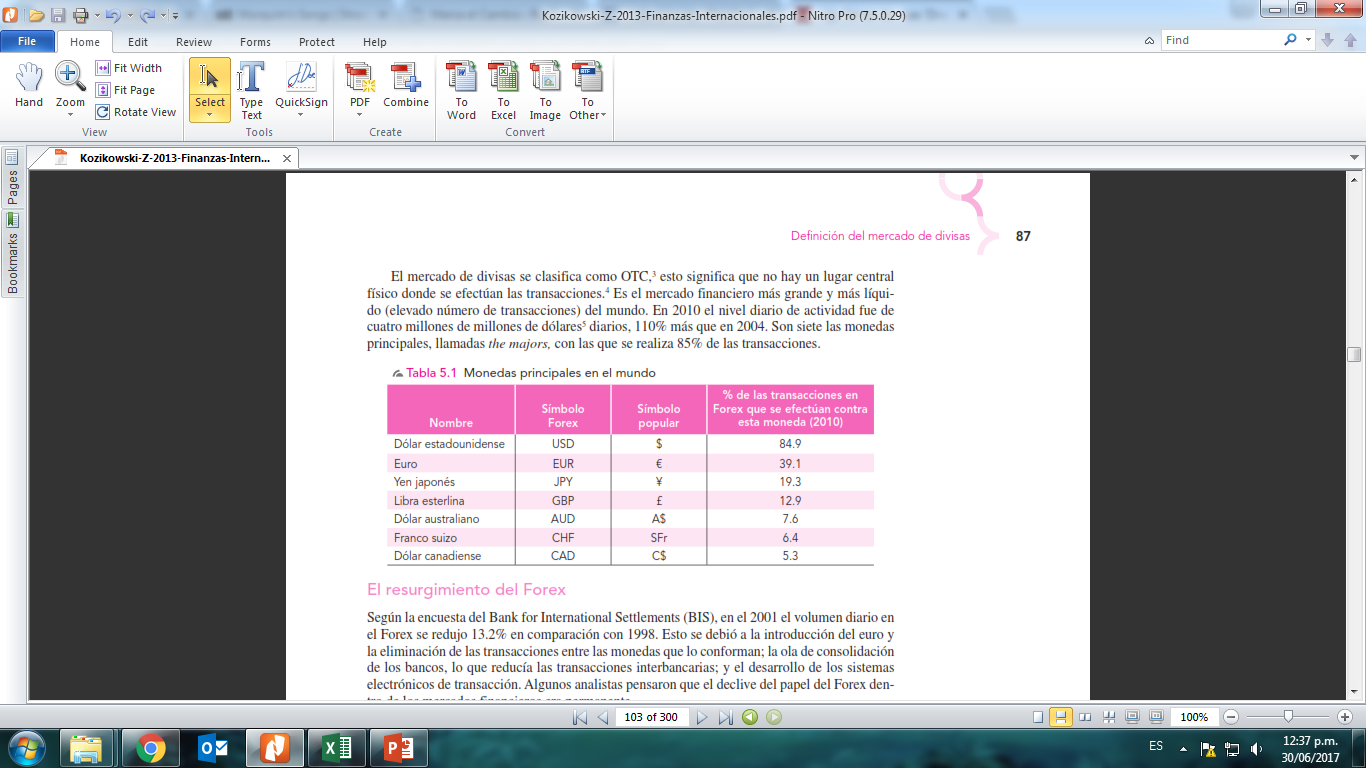 Kozikowski-Z-2013-Finanzas-Internacionales.pdf - Nitro Pro (7.5.0.29)
File Home Edit Review Forms Protect Help Find
Hand Zoom Fit Width Fit Page Rotate View Select Type Text QuickSign PDF Combine To Word To Excel To Image To Other
View Tools Create Convert
Kozikowski-Z-2013-Finanzas-Intern...
Pages
Bookmarks
Definición del mercado de divisas 87
El mercado de divisas se clasifica como OTC,³ esto significa que no hay un lugar central
físico donde se efectúan las transacciones.⁴ Es el mercado financiero más grande y más líqui-
do (elevado número de transacciones) del mundo. En 2010 el nivel diario de actividad fue de
cuatro millones de millones de dólares⁵ diarios, 110% más que en 2004. Son siete las monedas
principales, llamadas the majors, con las que se realiza 85% de las transacciones.
Tabla 5.1 Monedas principales en el mundo
Nombre Símbolo Forex Símbolo popular % de las transacciones en Forex que se efectúan contra esta moneda (2010)
Dólar estadounidense USD $ 84.9
Euro EUR € 39.1
Yen japonés JPY ¥ 19.3
Libra esterlina GBP £ 12.9
Dólar australiano AUD A$ 7.6
Franco suizo CHF SFr 6.4
Dólar canadiense CAD C$ 5.3
El resurgimiento del Forex
Según la encuesta del Bank for International Settlements (BIS), en el 2001 el volumen diario en
el Forex se redujo 13.2% en comparación con 1998. Esto se debió a la introducción del euro y
la eliminación de las transacciones entre las monedas que lo conforman; la ola de consolidación
de los bancos, lo que reducía las transacciones interbancarias; y el desarrollo de los sistemas
electrónicos de transacción. Algunos analistas pensaron que el declive del papel del Forex den-
103 of 300 100%
ES 12:37 p.m.
30/06/2017